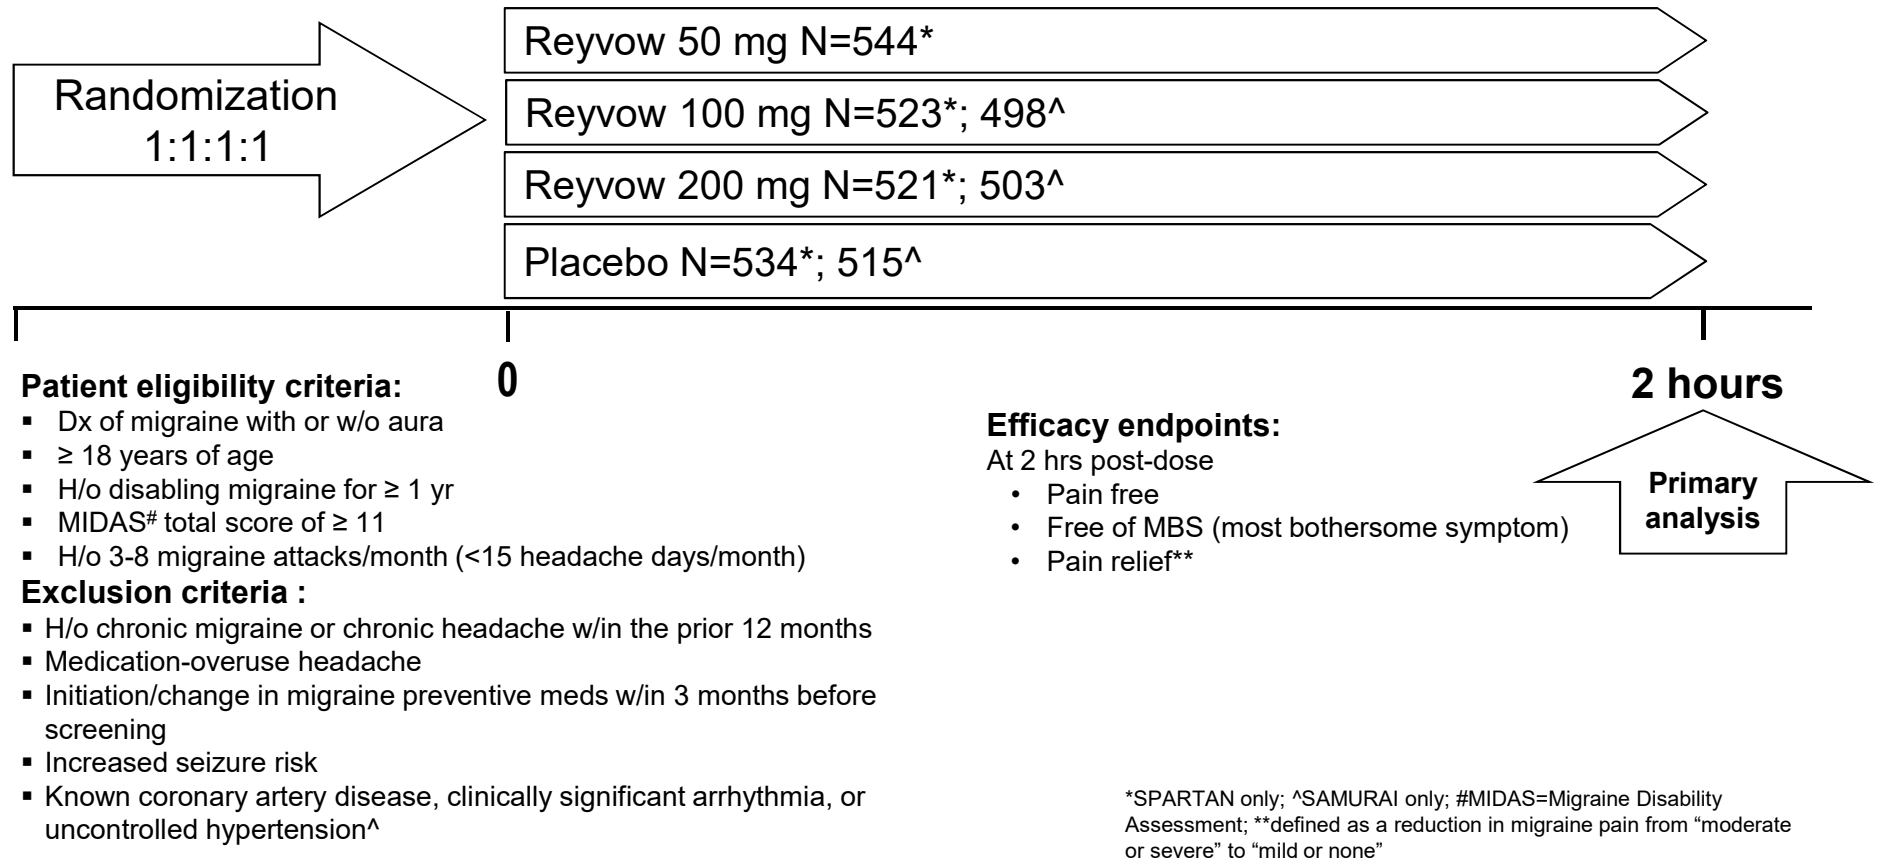 Randomization
1:1:1:1
Reyvow 50 mg N=544*
Reyvow 100 mg N=523*; 498^
Reyvow 200 mg N=521*; 503^
Placebo N=534*; 515^
0
2 hours
Patient eligibility criteria:
▪ Dx of migraine with or w/o aura
▪ ≥ 18 years of age
▪ H/o disabling migraine for ≥ 1 yr
▪ MIDAS# total score of ≥ 11
▪ H/o 3-8 migraine attacks/month (<15 headache days/month)
Exclusion criteria :
▪ H/o chronic migraine or chronic headache w/in the prior 12 months
▪ Medication-overuse headache
▪ Initiation/change in migraine preventive meds w/in 3 months before
screening
▪ Increased seizure risk
▪ Known coronary artery disease, clinically significant arrhythmia, or
uncontrolled hypertension^
Efficacy endpoints:
At 2 hrs post-dose
• Pain free
• Free of MBS (most bothersome symptom)
• Pain relief**
Primary
analysis
*SPARTAN only; ^SAMURAI only; #MIDAS=Migraine Disability
Assessment; **defined as a reduction in migraine pain from “moderate
or severe” to “mild or none”